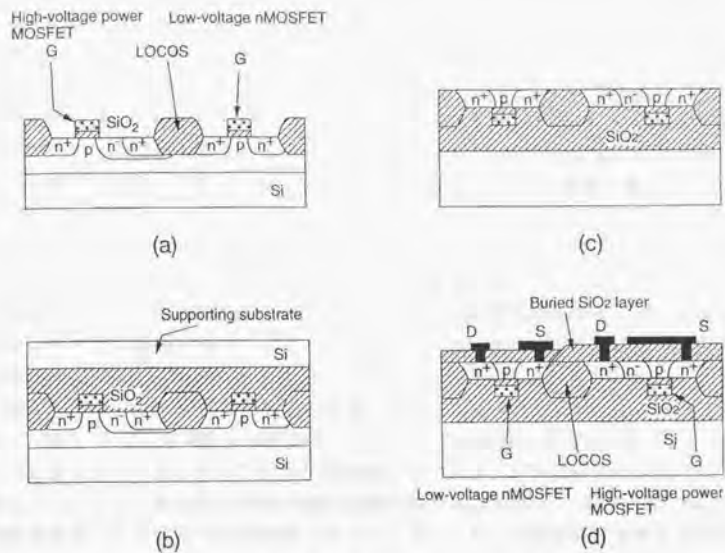 High-voltage power
MOSFET
Low-voltage nMOSFET
G
LOCOS
G
SiO2
n+ p n n+ n+ p n+
Si
(a)
n+ p n+ n+ n- p n+
SiO2
(c)
Supporting substrate
Si
SiO2
n+ p n- n+ n+ p n+
Si
(b)
Buried SiO2 layer
D S D S
n+ p n+ n+ n- p n+
SiO2
Si
G LOCOS G
Low-voltage nMOSFET
High-voltage power
MOSFET
(d)